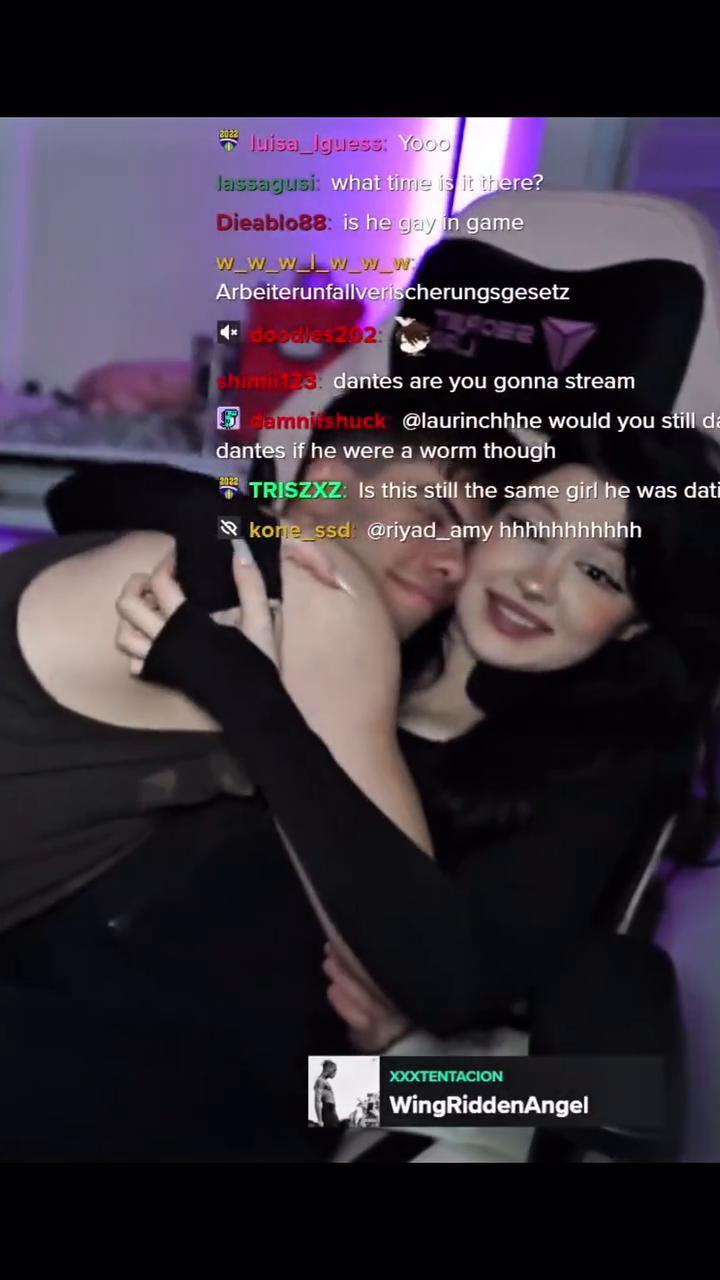 luisa_Iguess: Yooo
lassagusi: what time is it there?
Dieablo88: is he gay in game
w_w_w_l_w_w_w:
Arbeiterunfallverischerungsgesetz
doodles202:
shimii123: dantes are you gonna stream
damnitshuck: @laurinchhhe would you still da
dantes if he were a worm though
TRISZXZ: Is this still the same girl he was dati
kone_ssd: @riyad_amy hhhhhhhhhhh
XXXTENTACION
WingRiddenAngel